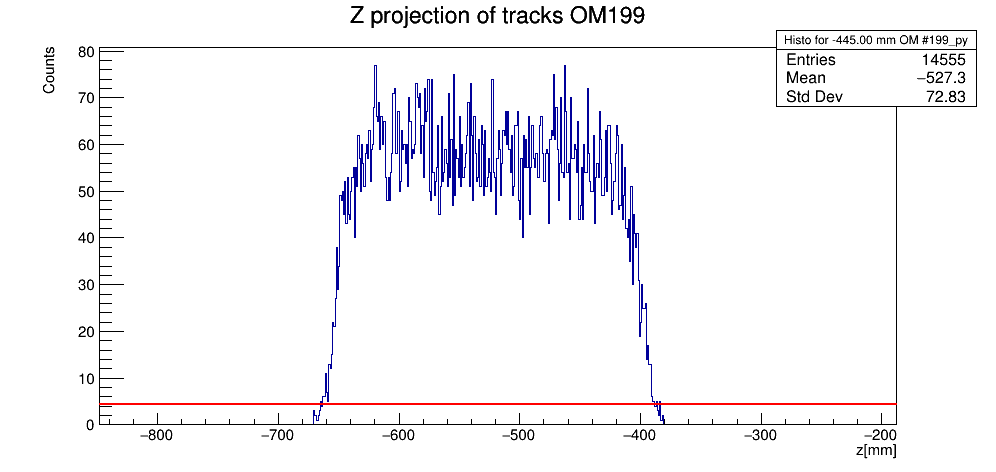 Z projection of tracks OM199
Histo for -445.00 mm OM #199_py
Entries 14555
Mean −527.3
Std Dev 72.83
Counts
80
70
60
50
40
30
20
10
0
−800 −700 −600 −500 −400 −300 −200
z[mm]